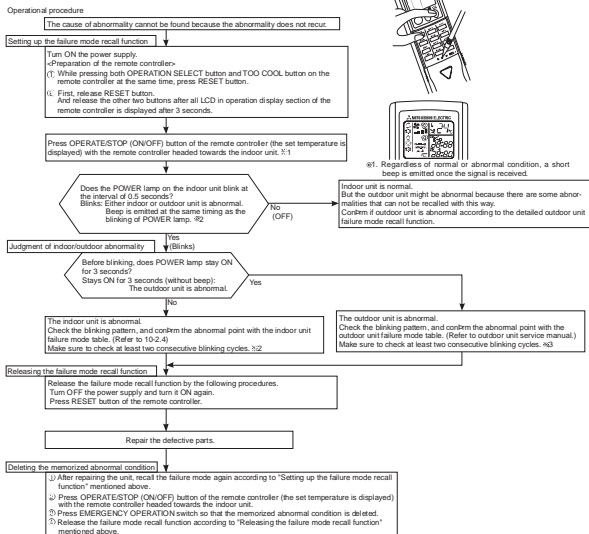 Operational procedure
The cause of abnormality cannot be found because the abnormality does not recur.
Setting up the failure mode recall function
Turn ON the power supply.
<Preparation of the remote controller>
① While pressing both OPERATION SELECT button and TOO COOL button on the
remote controller at the same time, press RESET button.
② First, release RESET button.
And release the other two buttons after all LCD in operation display section of the
remote controller is displayed after 3 seconds.
Press OPERATE/STOP (ON/OFF) button of the remote controller (the set temperature is
displayed) with the remote controller headed towards the indoor unit. ※1
MITSUBISHI ELECTRIC
※1. Regardless of normal or abnormal condition, a short
beep is emitted once the signal is received.
Does the POWER lamp on the indoor unit blink at
the interval of 0.5 seconds?
Blinks: Either indoor or outdoor unit is abnormal.
Beep is emitted at the same timing as the
blinking of POWER lamp. ※2
No
(OFF)
Indoor unit is normal.
But the outdoor unit might be abnormal because there are some abnor-
malities that can not be recalled with this way.
Confirm if outdoor unit is abnormal according to the detailed outdoor unit
failure mode recall function.
Yes
(Blinks)
Judgment of indoor/outdoor abnormality
Before blinking, does POWER lamp stay ON
for 3 seconds?
Stays ON for 3 seconds (without beep):
The outdoor unit is abnormal.
Yes
No
The indoor unit is abnormal.
Check the blinking pattern, and confirm the abnormal point with the indoor unit
failure mode table. (Refer to 10-2.4)
Make sure to check at least two consecutive blinking cycles. ※2
The outdoor unit is abnormal.
Check the blinking pattern, and confirm the abnormal point with the
outdoor unit failure mode table. (Refer to outdoor unit service manual.)
Make sure to check at least two consecutive blinking cycles. ※3
Releasing the failure mode recall function
Release the failure mode recall function by the following procedures.
Turn OFF the power supply and turn it ON again.
Press RESET button of the remote controller.
Repair the defective parts.
Deleting the memorized abnormal condition
① After repairing the unit, recall the failure mode again according to "Setting up the failure mode recall
function" mentioned above.
② Press OPERATE/STOP (ON/OFF) button of the remote controller (the set temperature is displayed)
with the remote controller headed towards the indoor unit.
③ Press EMERGENCY OPERATION switch so that the memorized abnormal condition is deleted.
④ Release the failure mode recall function according to "Releasing the failure mode recall function"
mentioned above.